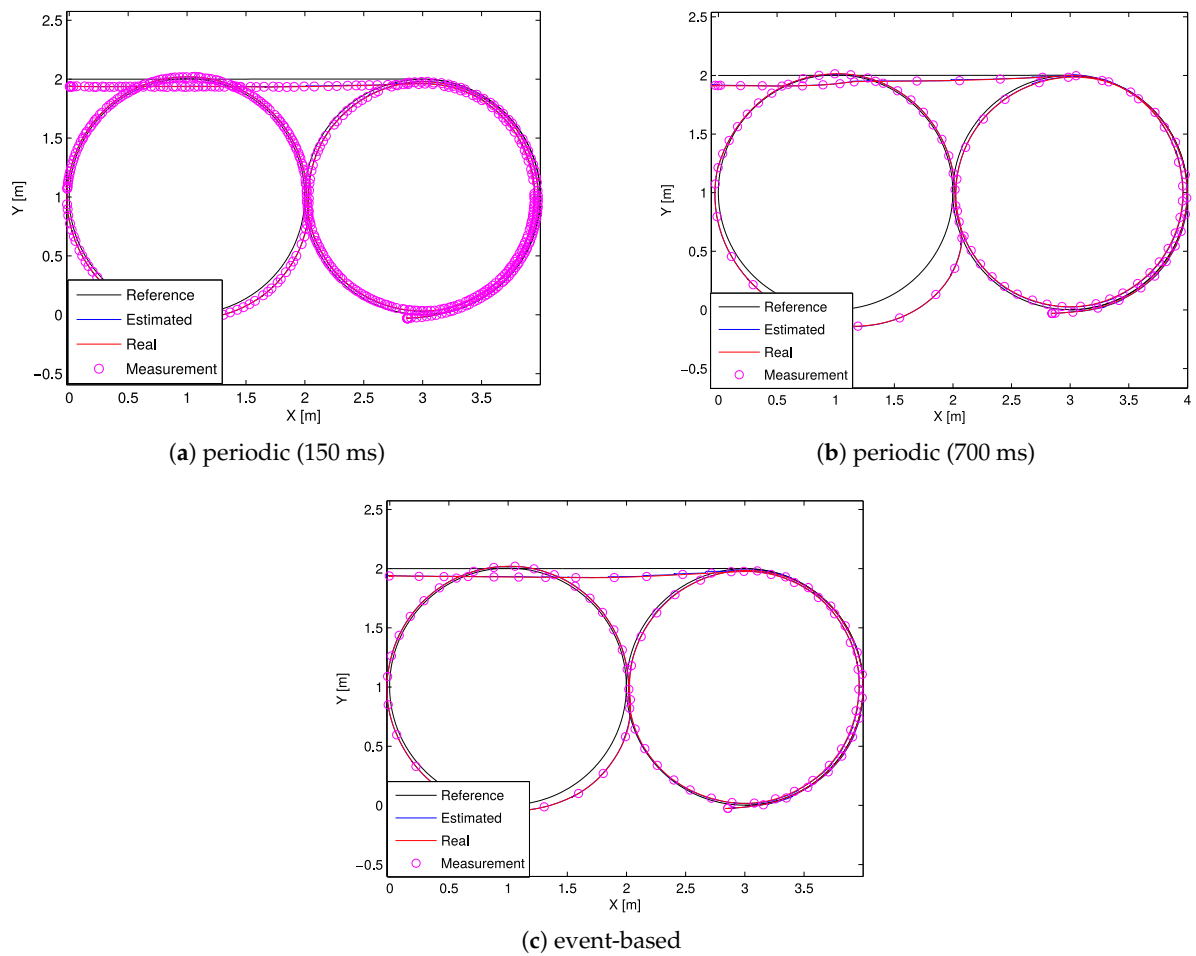 2.5
2
1.5
1
0.5
0
−0.5
Y [m]
Reference
Estimated
Real
Measurement
0 0.5 1 1.5 2 2.5 3 3.5
X [m]
(a) periodic (150 ms)
2.5
2
1.5
1
0.5
0
−0.5
Y [m]
Reference
Estimated
Real
Measurement
0 0.5 1 1.5 2 2.5 3 3.5 4
X [m]
(b) periodic (700 ms)
2.5
2
1.5
1
0.5
0
−0.5
Y [m]
Reference
Estimated
Real
Measurement
0 0.5 1 1.5 2 2.5 3 3.5
X [m]
(c) event-based